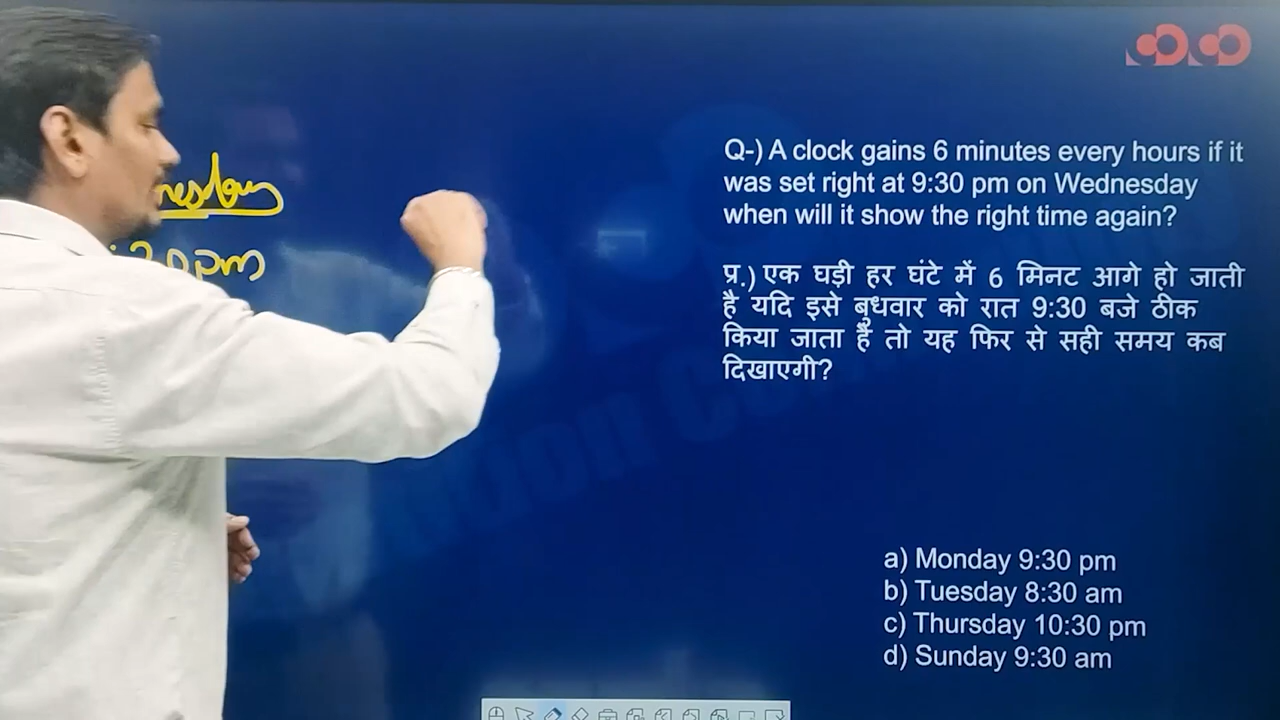 Q-) A clock gains 6 minutes every hours if it
was set right at 9:30 pm on Wednesday
when will it show the right time again?
प्र.) एक घड़ी हर घंटे में 6 मिनट आगे हो जाती
है यदि इसे बुधवार को रात 9:30 बजे ठीक
किया जाता है तो यह फिर से सही समय कब
दिखाएगी?
a) Monday 9:30 pm
b) Tuesday 8:30 am
c) Thursday 10:30 pm
d) Sunday 9:30 am